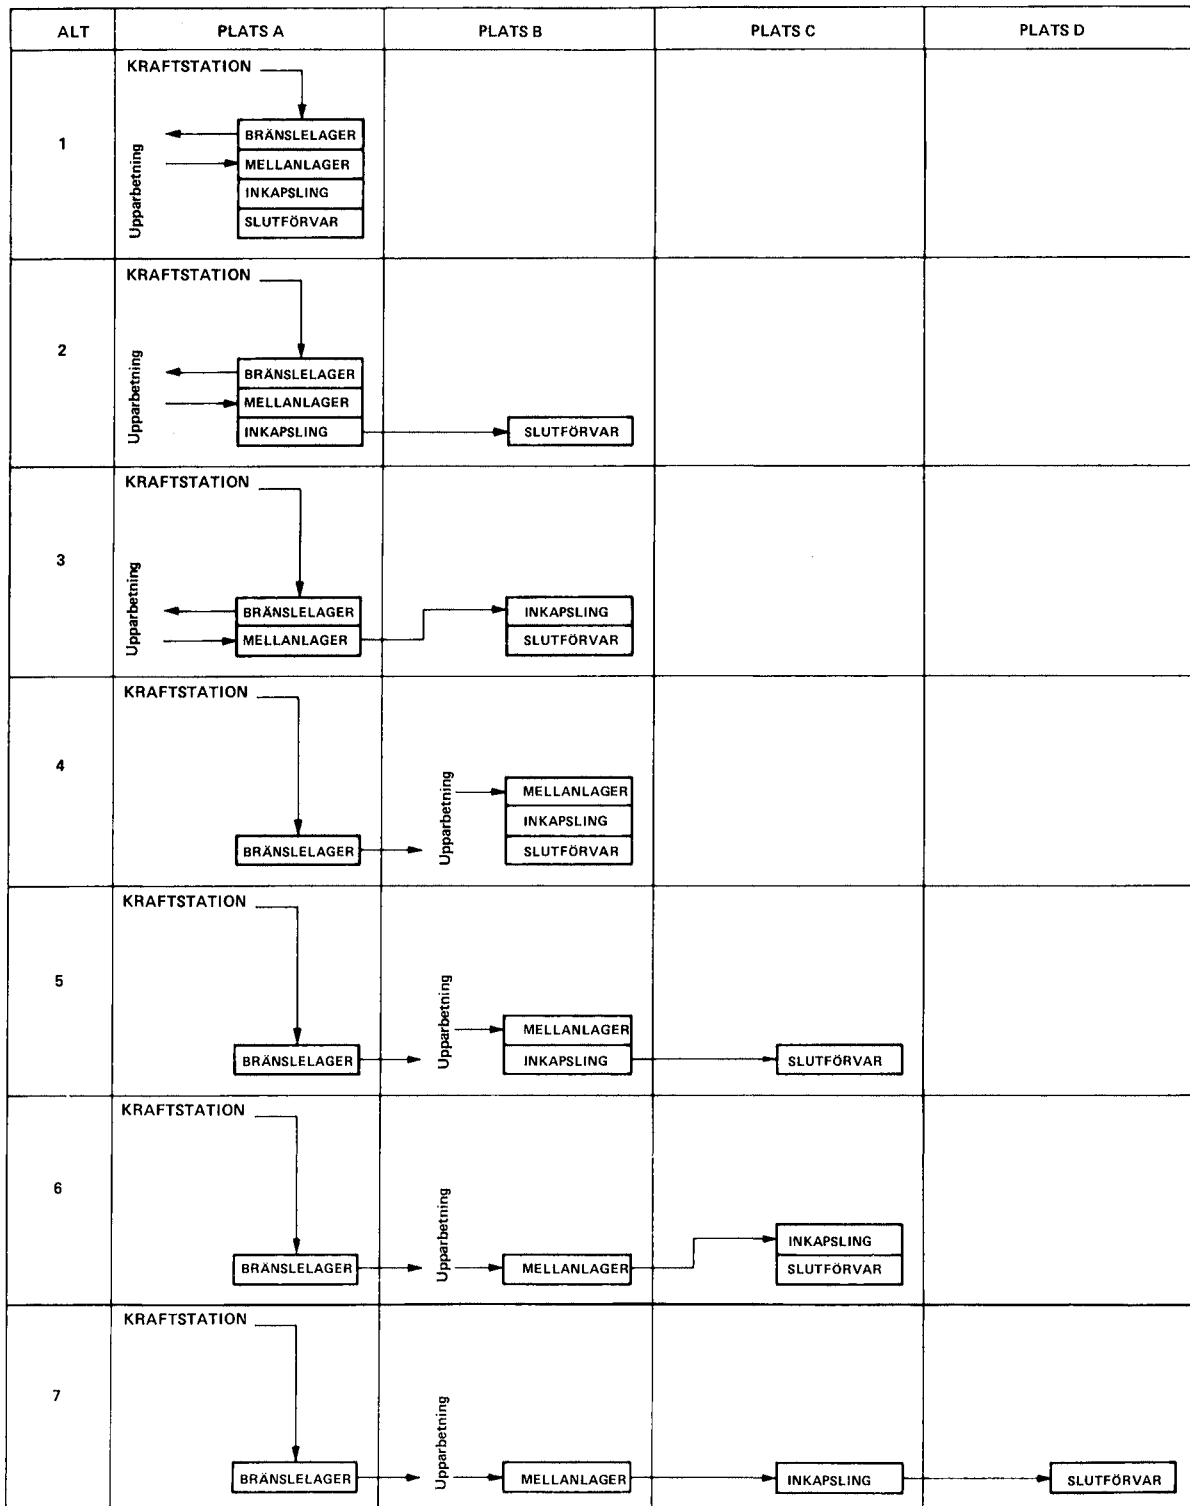 ALT PLATS A PLATS B PLATS C PLATS D
1
KRAFTSTATION
Upparbetning
BRÄNSLELAGER
MELLANLAGER
INKAPSLING
SLUTFÖRVAR
2
KRAFTSTATION
Upparbetning
BRÄNSLELAGER
MELLANLAGER
INKAPSLING
SLUTFÖRVAR
3
KRAFTSTATION
Upparbetning
BRÄNSLELAGER
MELLANLAGER
INKAPSLING
SLUTFÖRVAR
4
KRAFTSTATION
BRÄNSLELAGER
Upparbetning
MELLANLAGER
INKAPSLING
SLUTFÖRVAR
5
KRAFTSTATION
BRÄNSLELAGER
Upparbetning
MELLANLAGER
INKAPSLING
SLUTFÖRVAR
6
KRAFTSTATION
BRÄNSLELAGER
Upparbetning
MELLANLAGER
INKAPSLING
SLUTFÖRVAR
7
KRAFTSTATION
BRÄNSLELAGER
Upparbetning
MELLANLAGER
INKAPSLING
SLUTFÖRVAR